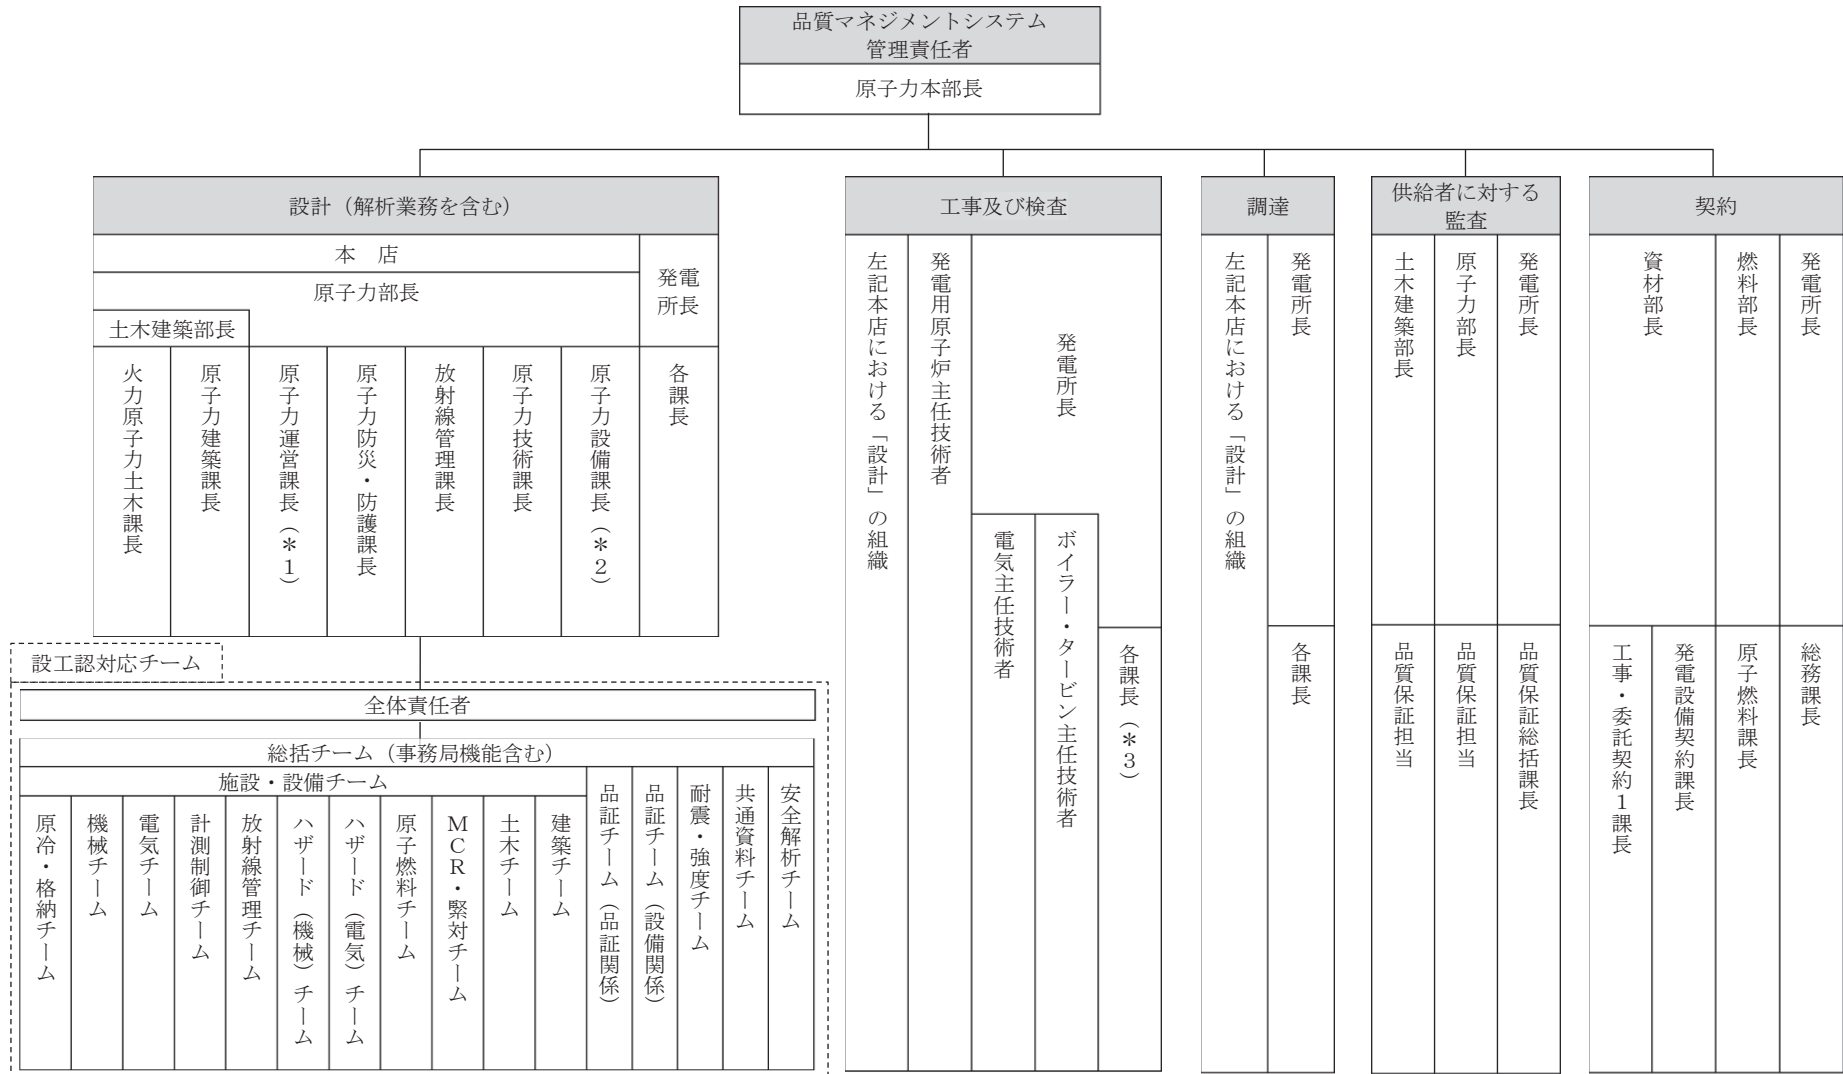 品質マネジメントシステム
管理責任者
原子力本部長
設計（解析業務を含む）
本　店
原子力部長
土木建築部長
発電
所長
火力原子力土木課長
原子力建築課長
原子力運営課長（＊１）
原子力防災・防護課長
放射線管理課長
原子力技術課長
原子力設備課長（＊２）
各課長
設工認対応チーム
全体責任者
総括チーム（事務局機能含む）
施設・設備チーム
原冷・格納チーム
機械チーム
電気チーム
計測制御チーム
放射線管理チーム
ハザード（機械）チーム
ハザード（電気）チーム
原子燃料チーム
ＭＣＲ・緊対チーム
土木チーム
建築チーム
品証チーム（品証関係）
品証チーム（設備関係）
耐震・強度チーム
共通資料チーム
安全解析チーム
工事及び検査
左記本店における「設計」の組織
発電用原子炉主任技術者
発電所長
電気主任技術者
ボイラー・タービン主任技術者
各課長（＊３）
調達
左記本店における「設計」の組織
発電所長
各課長
供給者に対する
監査
土木建築部長
原子力部長
発電所長
品質保証担当
品質保証担当
品質保証総括課長
契約
資材部長
燃料部長
発電所長
工事・委託契約１課長
発電設備契約課長
原子燃料課長
総務課長